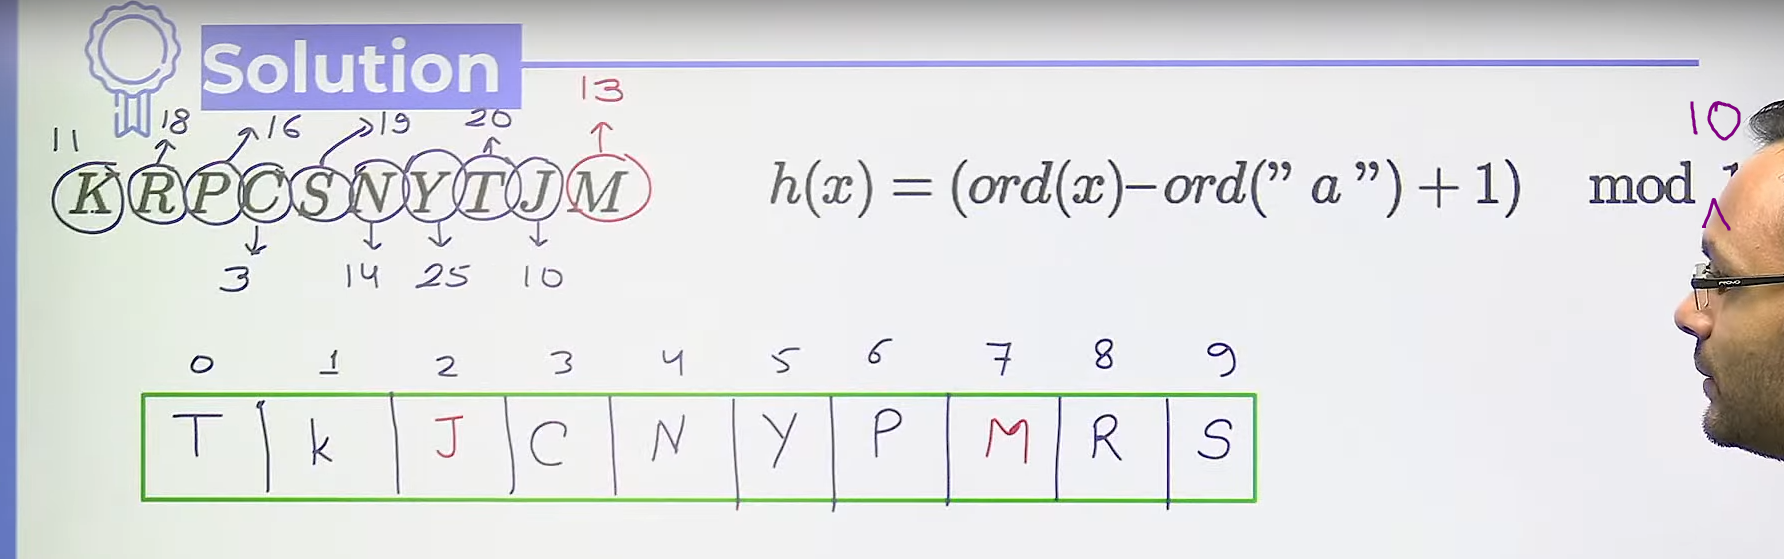 Solution
13
11 18 16 19 20 10
KRPCSNYTJM h(x) = (ord(x)–ord(” a ”) + 1) mod
3 14 25 10
0 1 2 3 4 5 6 7 8 9
T k J C N Y P M R S